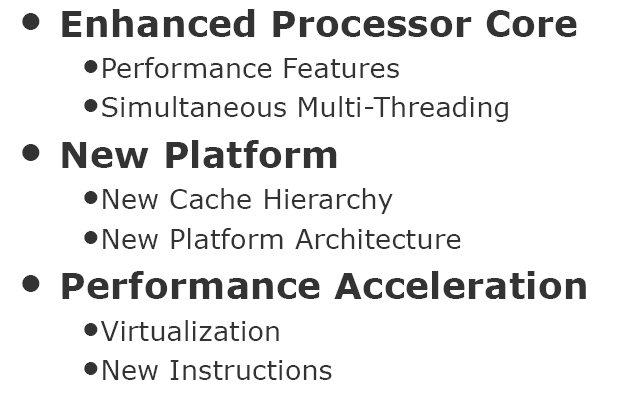 • Enhanced Processor Core
•Performance Features
•Simultaneous Multi-Threading
• New Platform
•New Cache Hierarchy
•New Platform Architecture
• Performance Acceleration
•Virtualization
•New Instructions